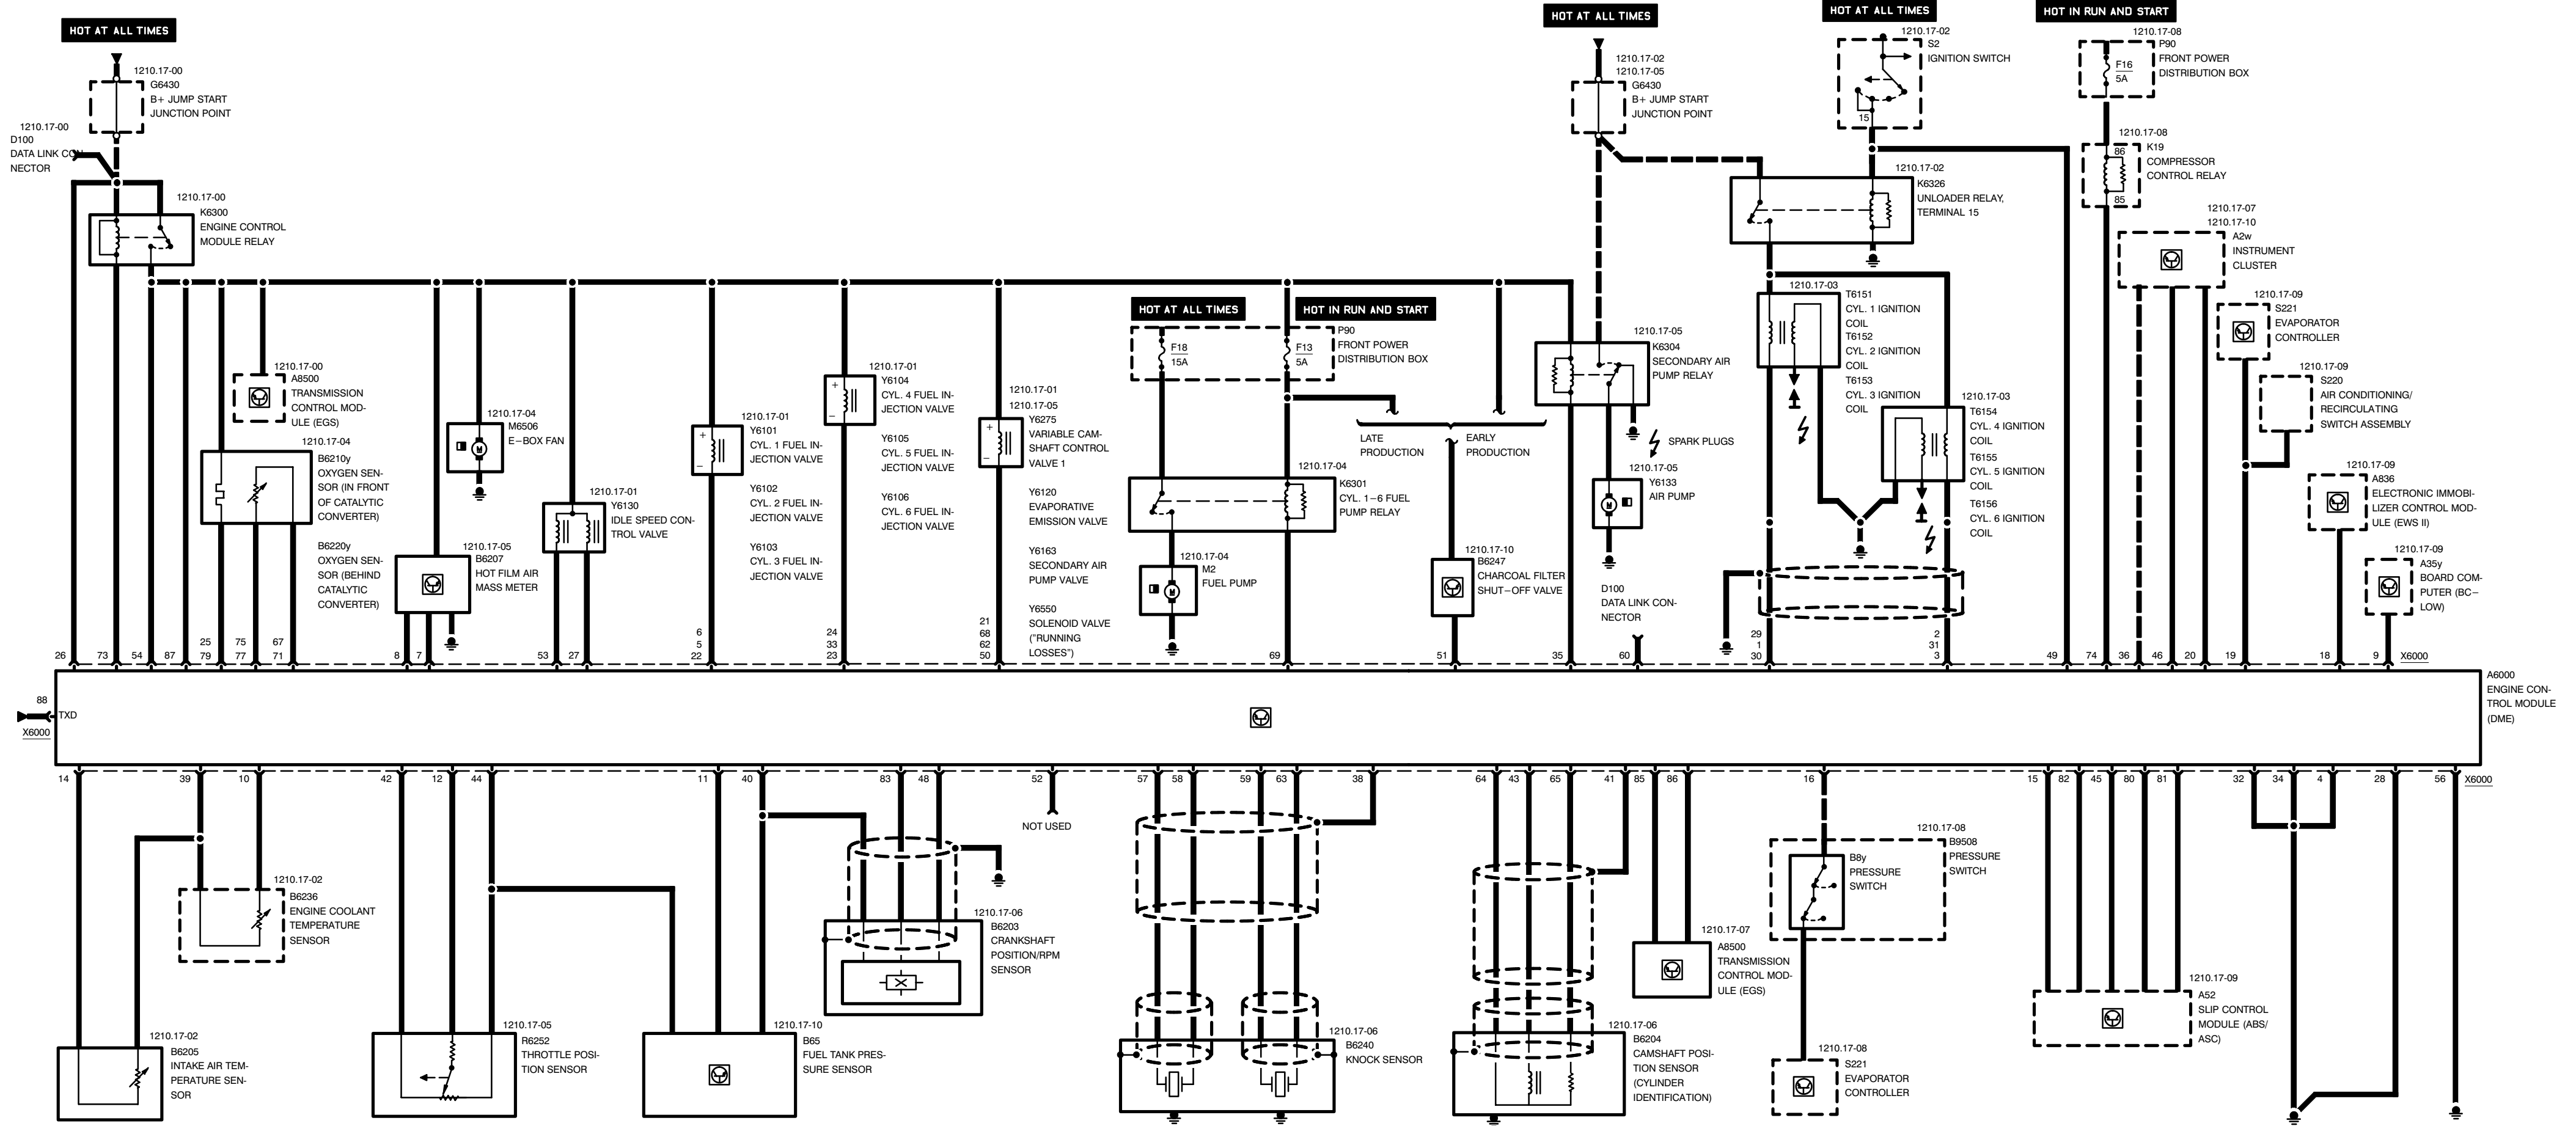 HOT AT ALL TIMES
1210.17-00
G6430
B+ JUMP START
JUNCTION POINT
1210.17-00
D100
DATA LINK CON-
NECTOR
1210.17-00
K6300
ENGINE CONTROL
MODULE RELAY
1210.17-00
A8500
TRANSMISSION
CONTROL MOD-
ULE (EGS)
1210.17-04
B6210y
OXYGEN SEN-
SOR (IN FRONT
OF CATALYTIC
CONVERTER)
B6220y
OXYGEN SEN-
SOR (BEHIND
CATALYTIC
CONVERTER)
1210.17-04
M6506
E-BOX FAN
M
1210.17-05
B6207
HOT FILM AIR
MASS METER
1210.17-01
Y6130
IDLE SPEED CON-
TROL VALVE
1210.17-01
Y6101
CYL. 1 FUEL IN-
JECTION VALVE
Y6102
CYL. 2 FUEL IN-
JECTION VALVE
Y6103
CYL. 3 FUEL IN-
JECTION VALVE
+
−
1210.17-01
Y6104
CYL. 4 FUEL IN-
JECTION VALVE
Y6105
CYL. 5 FUEL IN-
JECTION VALVE
Y6106
CYL. 6 FUEL IN-
JECTION VALVE
+
−
1210.17-01
1210.17-05
Y6275
VARIABLE CAM-
SHAFT CONTROL
VALVE 1
Y6120
EVAPORATIVE
EMISSION VALVE
Y6163
SECONDARY AIR
PUMP VALVE
Y6550
SOLENOID VALVE
("RUNNING
LOSSES")
+
−
HOT AT ALL TIMES
HOT IN RUN AND START
F18
15A
F13
5A
P90
FRONT POWER
DISTRIBUTION BOX
LATE
PRODUCTION
EARLY
PRODUCTION
1210.17-04
K6301
CYL. 1-6 FUEL
PUMP RELAY
1210.17-04
M2
FUEL PUMP
M
1210.17-10
B6247
CHARCOAL FILTER
SHUT-OFF VALVE
HOT AT ALL TIMES
1210.17-02
1210.17-05
G6430
B+ JUMP START
JUNCTION POINT
1210.17-05
K6304
SECONDARY AIR
PUMP RELAY
SPARK PLUGS
1210.17-05
Y6133
AIR PUMP
M
D100
DATA LINK CON-
NECTOR
HOT AT ALL TIMES
1210.17-02
S2
IGNITION SWITCH
15
1210.17-02
K6326
UNLOADER RELAY,
TERMINAL 15
1210.17-03
T6151
CYL. 1 IGNITION
COIL
T6152
CYL. 2 IGNITION
COIL
T6153
CYL. 3 IGNITION
COIL
1210.17-03
T6154
CYL. 4 IGNITION
COIL
T6155
CYL. 5 IGNITION
COIL
T6156
CYL. 6 IGNITION
COIL
HOT IN RUN AND START
1210.17-08
P90
FRONT POWER
DISTRIBUTION BOX
F16
5A
1210.17-08
K19
COMPRESSOR
CONTROL RELAY
86
85
1210.17-07
1210.17-10
A2w
INSTRUMENT
CLUSTER
1210.17-09
S221
EVAPORATOR
CONTROLLER
1210.17-09
S220
AIR CONDITIONING/
RECIRCULATING
SWITCH ASSEMBLY
1210.17-09
A836
ELECTRONIC IMMOBI-
LIZER CONTROL MOD-
ULE (EWS II)
1210.17-09
A35y
BOARD COM-
PUTER (BC-
LOW)
25 75 67
6 24 21
5 33 68
62
29 2
1 31
26 73 54 87 79 77 71 8 7 53 27 22 23 50 69 51 35 60 30 3 49 74 36 46 20 19 18 9 X6000
A6000
ENGINE CON-
TROL MODULE
(DME)
88
TXD
X6000
14 39 10 42 12 44 11 40 83 48 52 57 58 59 63 38 64 43 65 41 85 86 16 15 82 45 80 81 32 34 4 28 56 X6000
NOT USED
1210.17-02
B6236
ENGINE COOLANT
TEMPERATURE
SENSOR
1210.17-02
B6205
INTAKE AIR TEM-
PERATURE SEN-
SOR
1210.17-05
R6252
THROTTLE POSI-
TION SENSOR
1210.17-10
B65
FUEL TANK PRES-
SURE SENSOR
1210.17-06
B6203
CRANKSHAFT
POSITION/RPM
SENSOR
1210.17-06
B6240
KNOCK SENSOR
1210.17-06
B6204
CAMSHAFT POSI-
TION SENSOR
(CYLINDER
IDENTIFICATION)
1210.17-07
A8500
TRANSMISSION
CONTROL MOD-
ULE (EGS)
1210.17-08
B9508
PRESSURE
SWITCH
B8y
PRESSURE
SWITCH
1210.17-08
S221
EVAPORATOR
CONTROLLER
1210.17-09
A52
SLIP CONTROL
MODULE (ABS/
ASC)